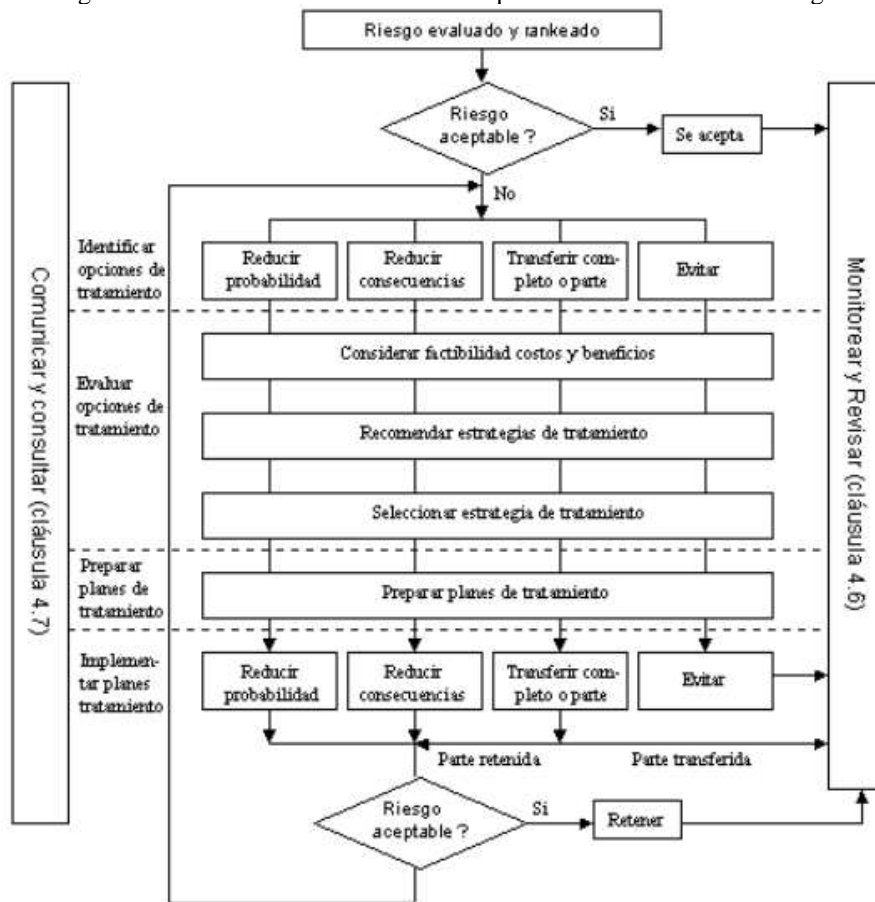 Riesgo evaluado y rankeado
Riesgo
aceptable ?
Si
Se acepta
No
Identificar
opciones de
tratamiento
Reducir
probabilidad
Reducir
consecuencias
Transferir com-
pleto o parte
Evitar
Considerar factibilidad costos y beneficios
Evaluar
opciones de
tratamiento
Recomendar estrategias de tratamiento
Seleccionar estrategia de tratamiento
Preparar
planes de
tratamiento
Preparar planes de tratamiento
Implemen-
tar planes
tratamiento
Reducir
probabilidad
Reducir
consecuencias
Transferir com-
pleto o parte
Evitar
Parte retenida
Parte transferida
Riesgo
aceptable ?
Si
Retener
Comunicar y consultar (cláusula 4.7)
Monitorear y Revisar (cláusula 4.6)